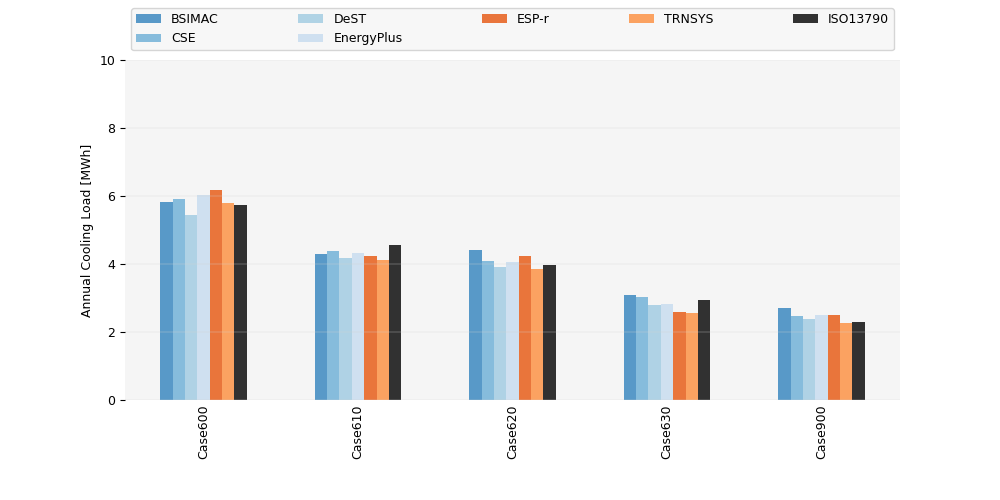 BSIMAC DeST ESP-r TRNSYS ISO13790
CSE EnergyPlus
10
8
6
4
2
0
Annual Cooling Load [MWh]
Case600 Case610 Case620 Case630 Case900